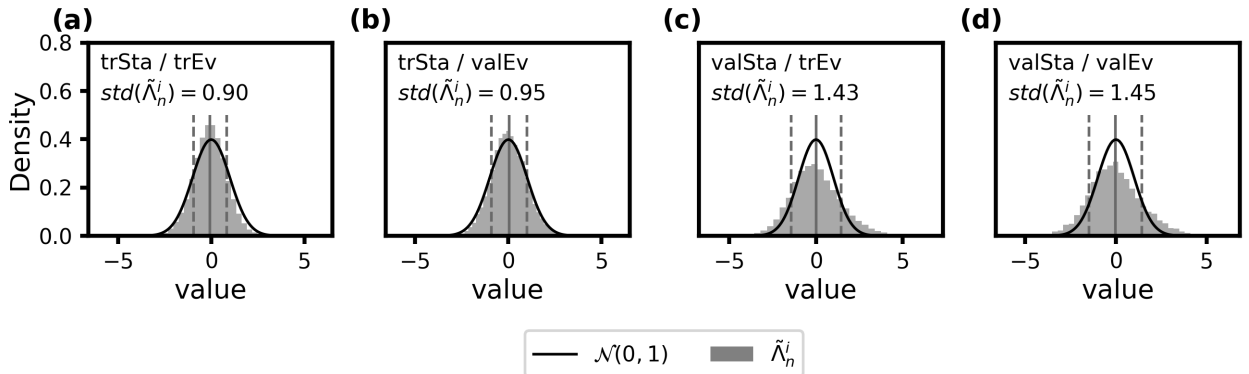 (a) (b) (c) (d)
trSta / trEv
std(Λ̃ⁱₙ) = 0.90
trSta / valEv
std(Λ̃ⁱₙ) = 0.95
valSta / trEv
std(Λ̃ⁱₙ) = 1.43
valSta / valEv
std(Λ̃ⁱₙ) = 1.45
Density
0.8
0.6
0.4
0.2
0.0
−5 0 5
−5 0 5
−5 0 5
−5 0 5
value value value value
𝒩(0, 1) Λ̃ⁱₙ